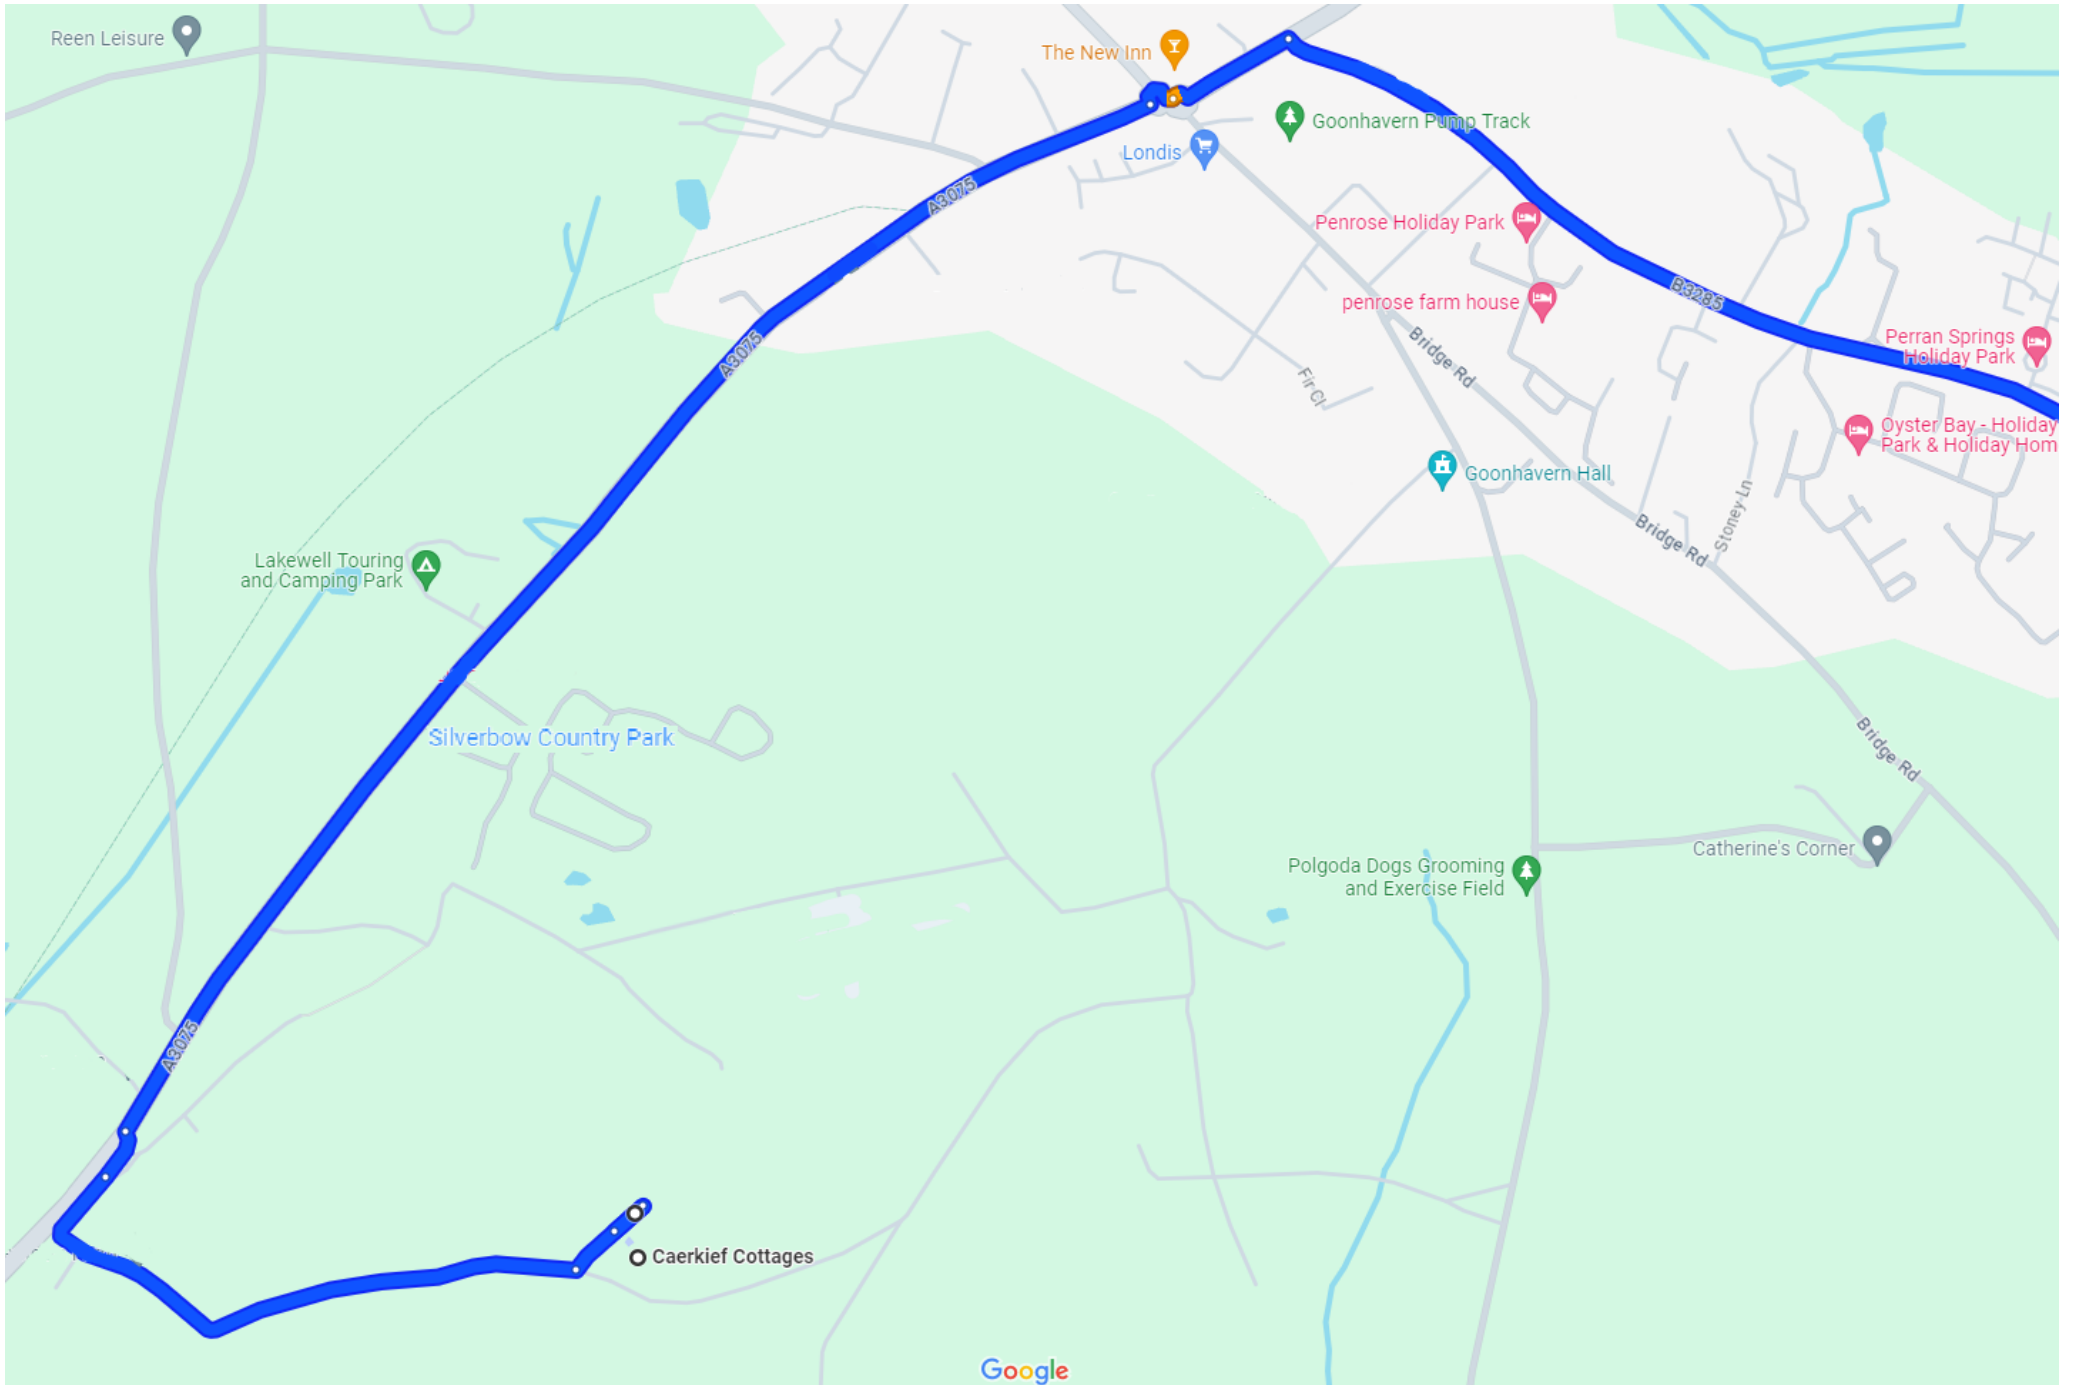 Reen Leisure
The New Inn
Goonhavern Pump Track
Londis
A3075
Penrose Holiday Park
B3285
penrose farm house
Perran Springs
Holiday Park
A3075
Bridge Rd
Fir Cl
Oyster Bay - Holiday
Park & Holiday Hom
Goonhavern Hall
Stoney Ln
Bridge Rd
Lakewell Touring
and Camping Park
Silverbow Country Park
Bridge Rd
Catherine's Corner
Polgoda Dogs Grooming
and Exercise Field
A3075
Caerkief Cottages
Google